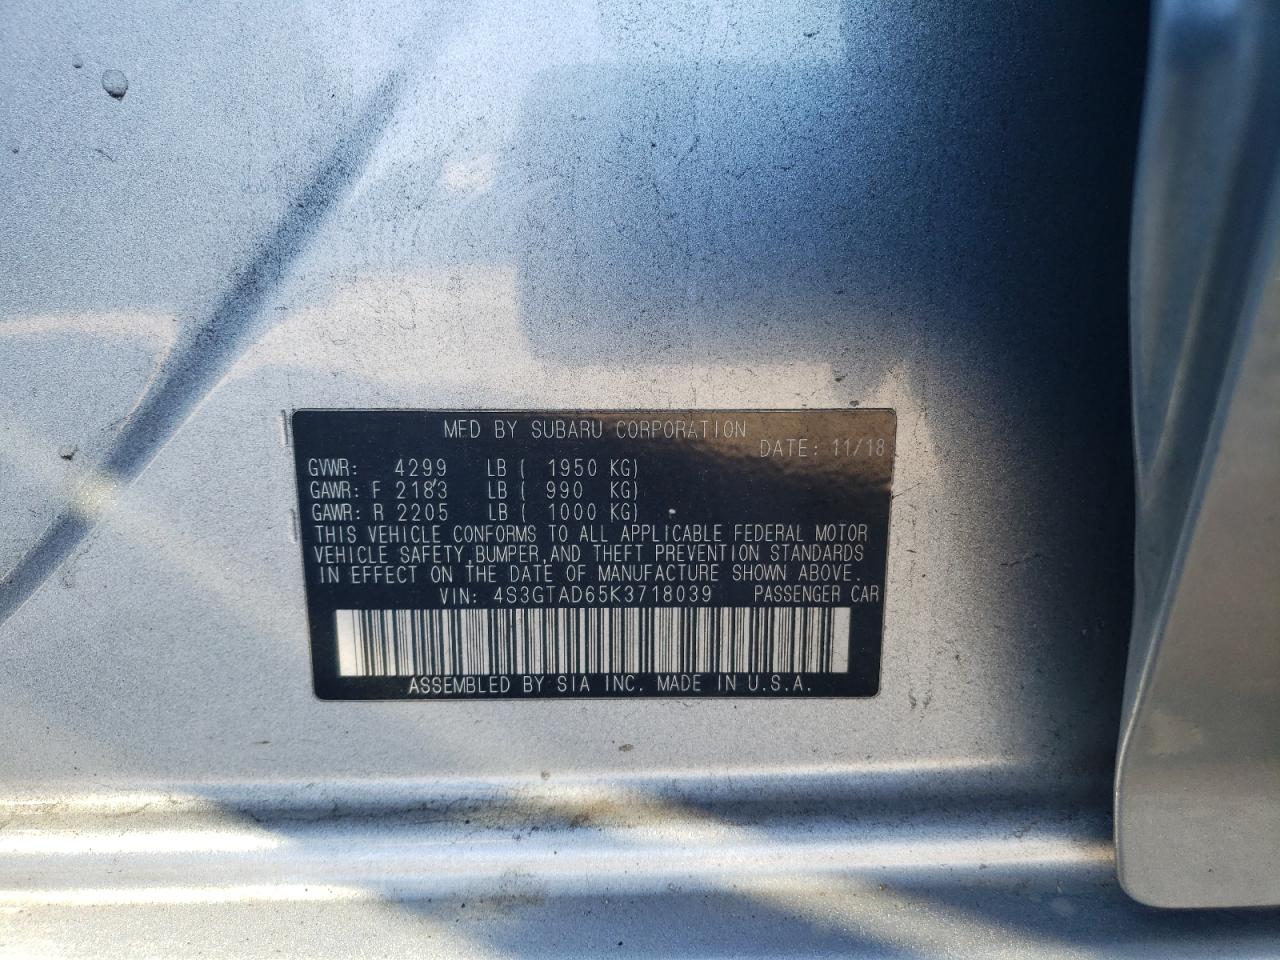 MFD BY SUBARU CORPORATION
DATE: 11/18
GVWR: 4299 LB ( 1950 KG)
GAWR: F 2183 LB ( 990 KG)
GAWR: R 2205 LB ( 1000 KG)
THIS VEHICLE CONFORMS TO ALL APPLICABLE FEDERAL MOTOR
VEHICLE SAFETY,BUMPER,AND THEFT PREVENTION STANDARDS
IN EFFECT ON THE DATE OF MANUFACTURE SHOWN ABOVE.
VIN: 4S3GTAD65K3718039 PASSENGER CAR
ASSEMBLED BY SIA INC. MADE IN U.S.A.